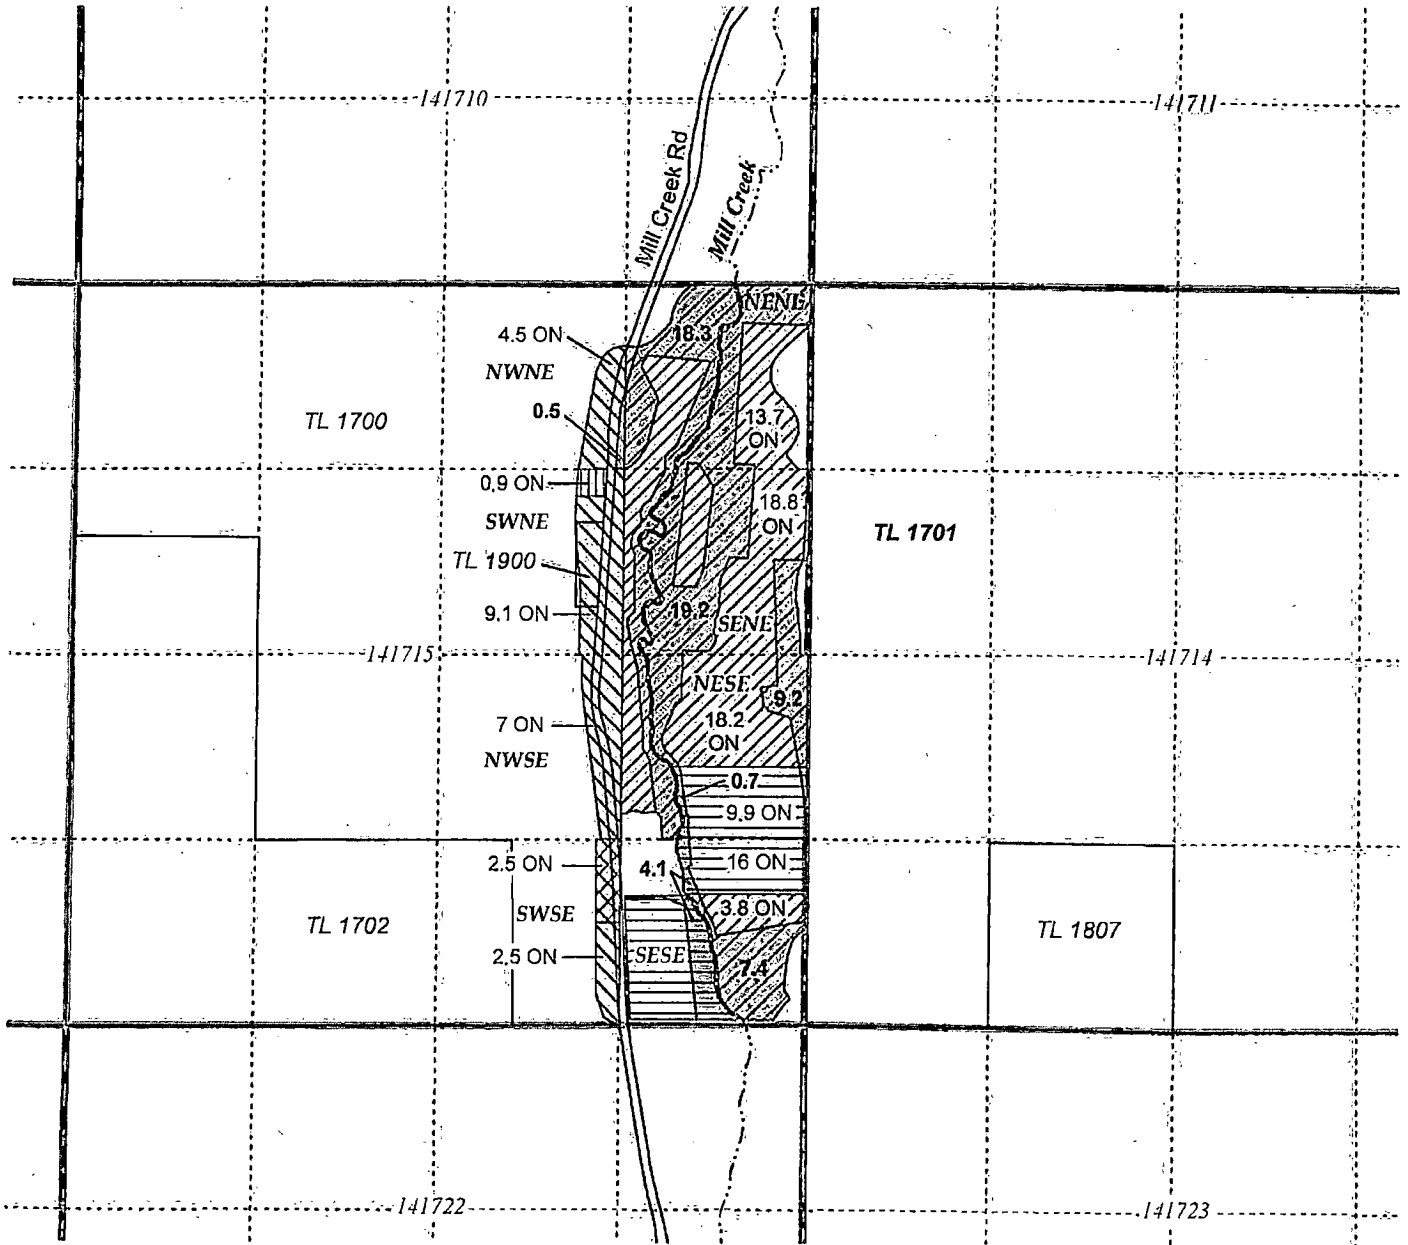 141710
141711
Mill Creek Rd
Mill Creek
NENE
4.5 ON
18.3
NWNE
0.5
TL 1700
13.7
ON
0.9 ON
18.8
ON
SWNE
TL 1701
TL 1900
9.1 ON
19.2
SENE
141715
141714
NESE
9.2
7 ON
18.2
ON
NWSE
0.7
9.9 ON
2.5 ON
4.1
16 ON
SWSE
3.8 ON
TL 1702
TL 1807
2.5 ON
SESE
7.4
141722
141723